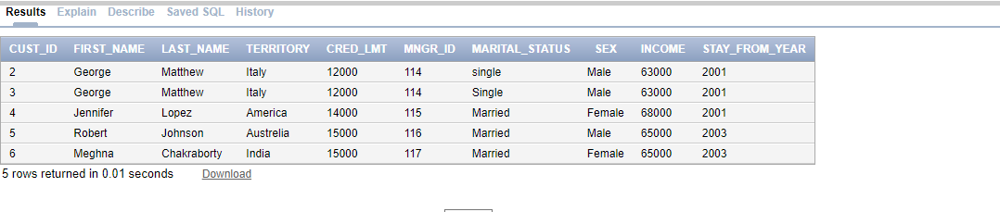 Results Explain Describe Saved SQL History
CUST_ID FIRST_NAME LAST_NAME TERRITORY CRED_LMT MNGR_ID MARITAL_STATUS SEX INCOME STAY_FROM_YEAR
2 George Matthew Italy 12000 114 single Male 63000 2001
3 George Matthew Italy 12000 114 Single Male 63000 2001
4 Jennifer Lopez America 14000 115 Married Female 68000 2001
5 Robert Johnson Austrelia 15000 116 Married Male 65000 2003
6 Meghna Chakraborty India 15000 117 Married Female 65000 2003
5 rows returned in 0.01 seconds Download